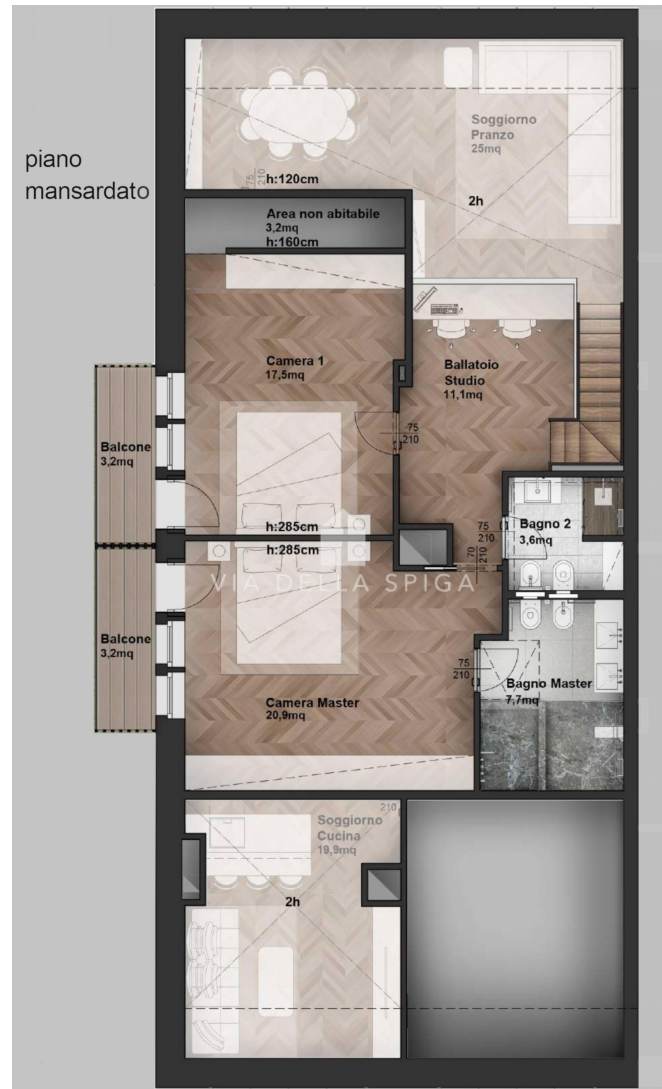 piano
mansardato
Soggiorno
Pranzo
25mq
75
210
h:120cm
2h
Area non abitabile
3,2mq
h:160cm
Camera 1
17,5mq
Ballatoio
Studio
11,1mq
75
210
Balcone
3,2mq
h:285cm
75
210
Bagno 2
3,6mq
h:285cm
70
210
VIA DELLA SPIGA
Balcone
3,2mq
75
210
Bagno Master
7,7mq
Camera Master
20,9mq
210
Soggiorno
Cucina
19,9mq
2h